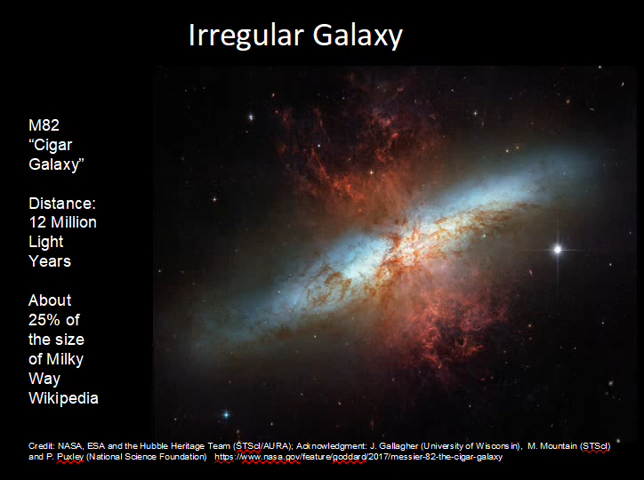 Irregular Galaxy
M82
“Cigar
Galaxy”
Distance:
12 Million
Light
Years
About
25% of
the size
of Milky
Way
Wikipedia
Credit: NASA, ESA and the Hubble Heritage Team (STScI/AURA); Acknowledgment: J. Gallagher (University of Wisconsin), M. Mountain (STScI)
and P. Puxley (National Science Foundation) https://www.nasa.gov/feature/goddard/2017/messier-82-the-cigar-galaxy